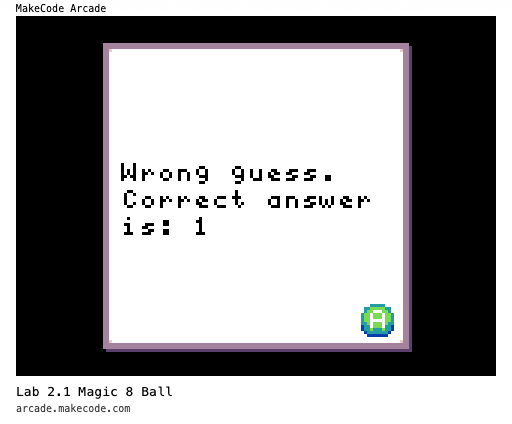 MakeCode Arcade
Wrong guess.
Correct answer
is: 1
A
Lab 2.1 Magic 8 Ball
arcade.makecode.com